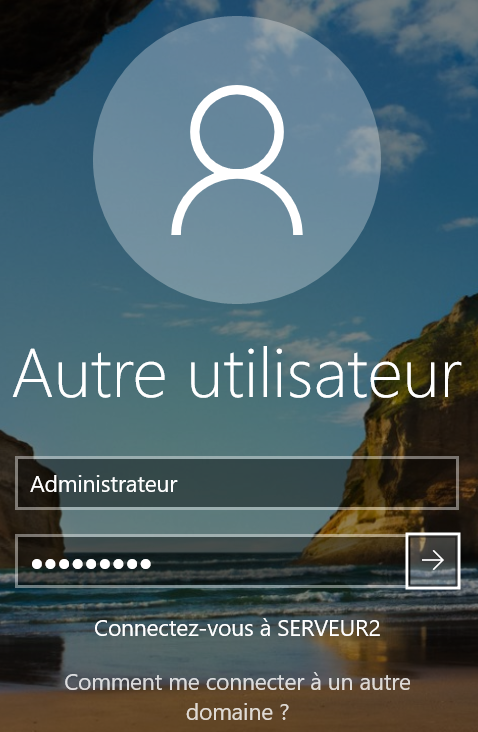 Autre utilisateur
Administrateur
●●●●●●●●●
Connectez-vous à SERVEUR2
Comment me connecter à un autre
domaine ?